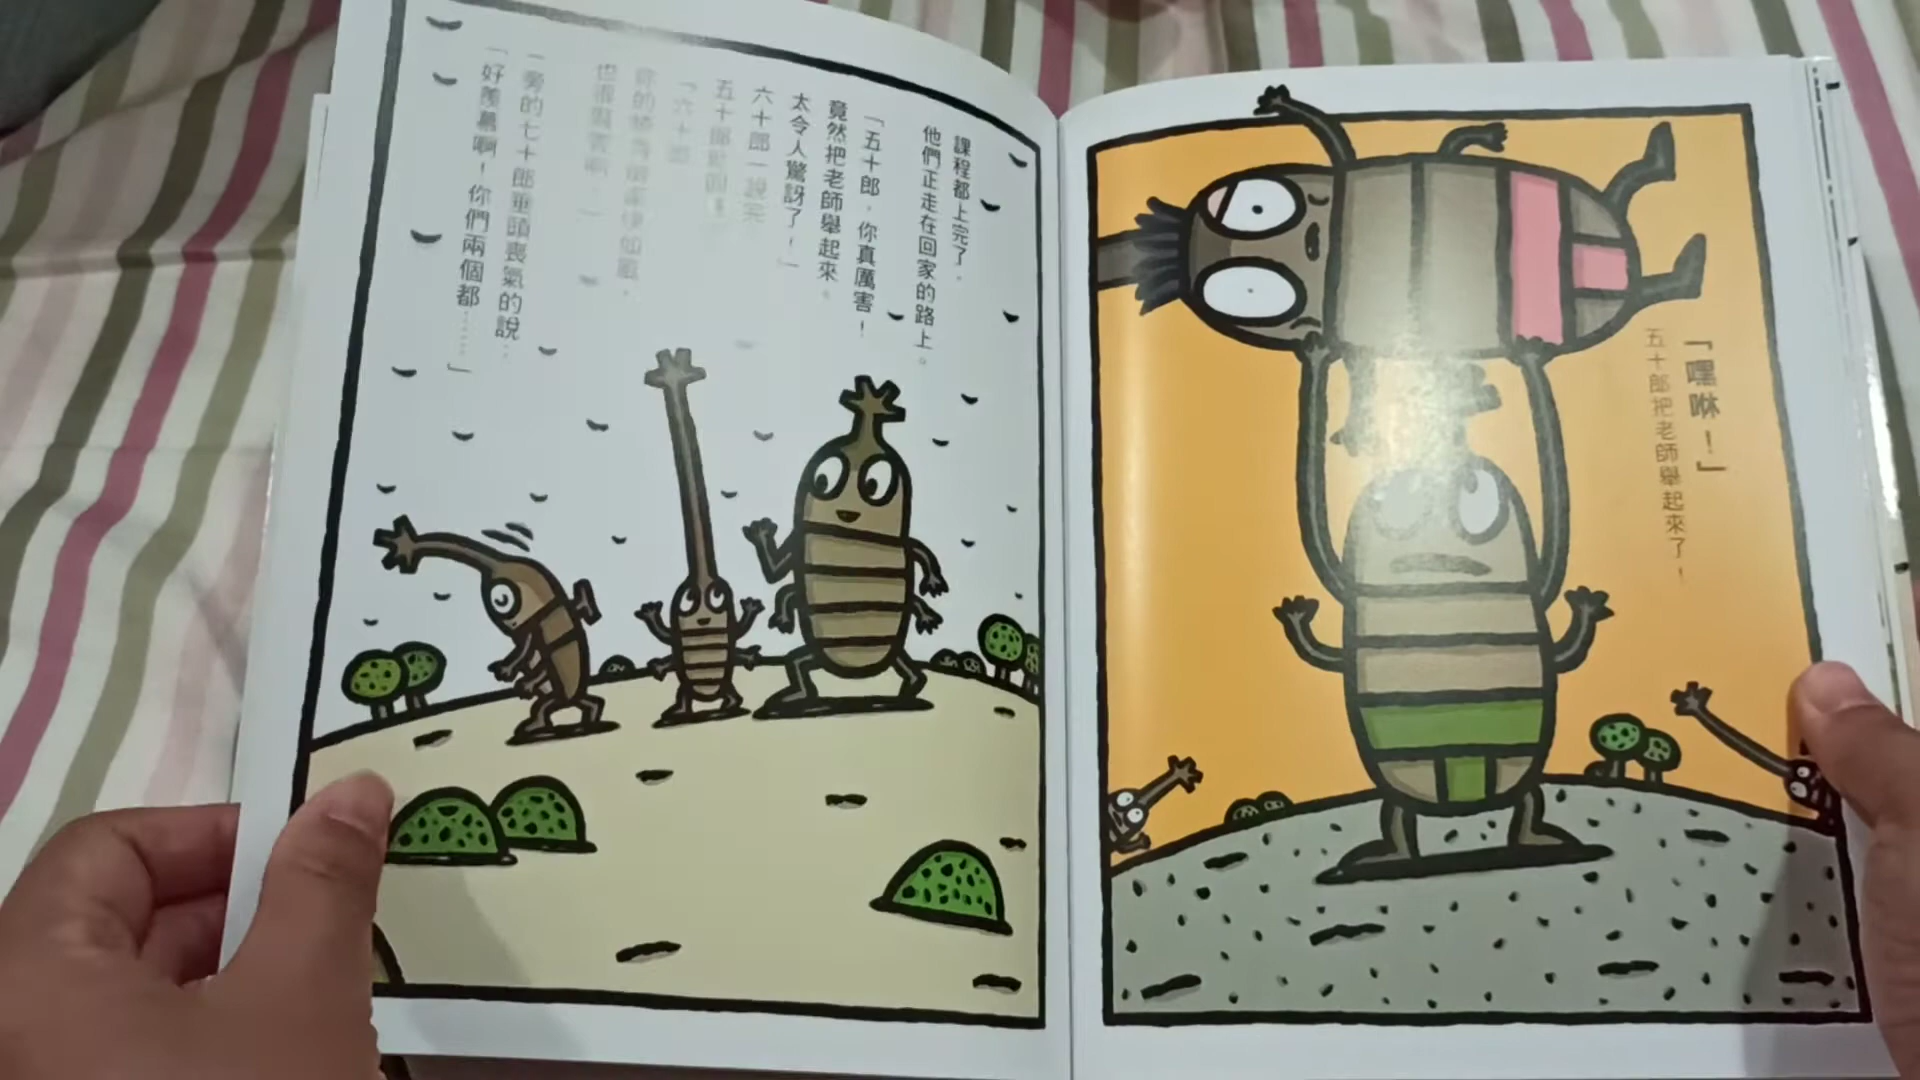 「嘿咻！」
五十郎把老師舉起來了！
課程都上完了，
他們正走在回家的路上。
「五十郎，你真厲害！
竟然把老師舉起來。
太令人驚訝了！」
六十郎一說完，
五十郎
「六十郎
你的
也很
一旁的七十郎垂頭喪氣的說：
「好羨慕啊！你們兩個都……」